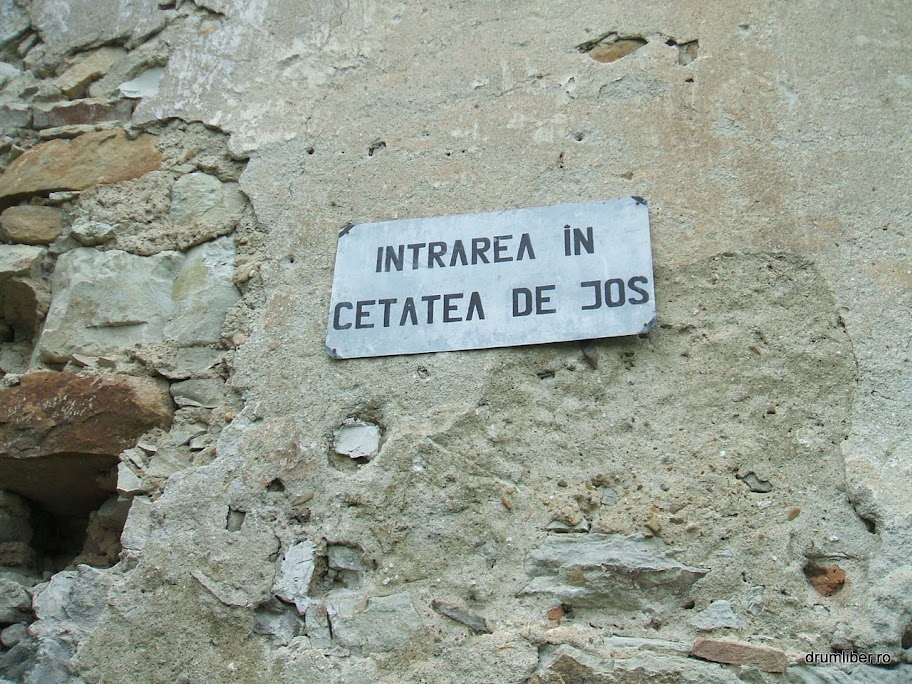 INTRAREA ÎN
CETATEA DE JOS
drumliber.ro